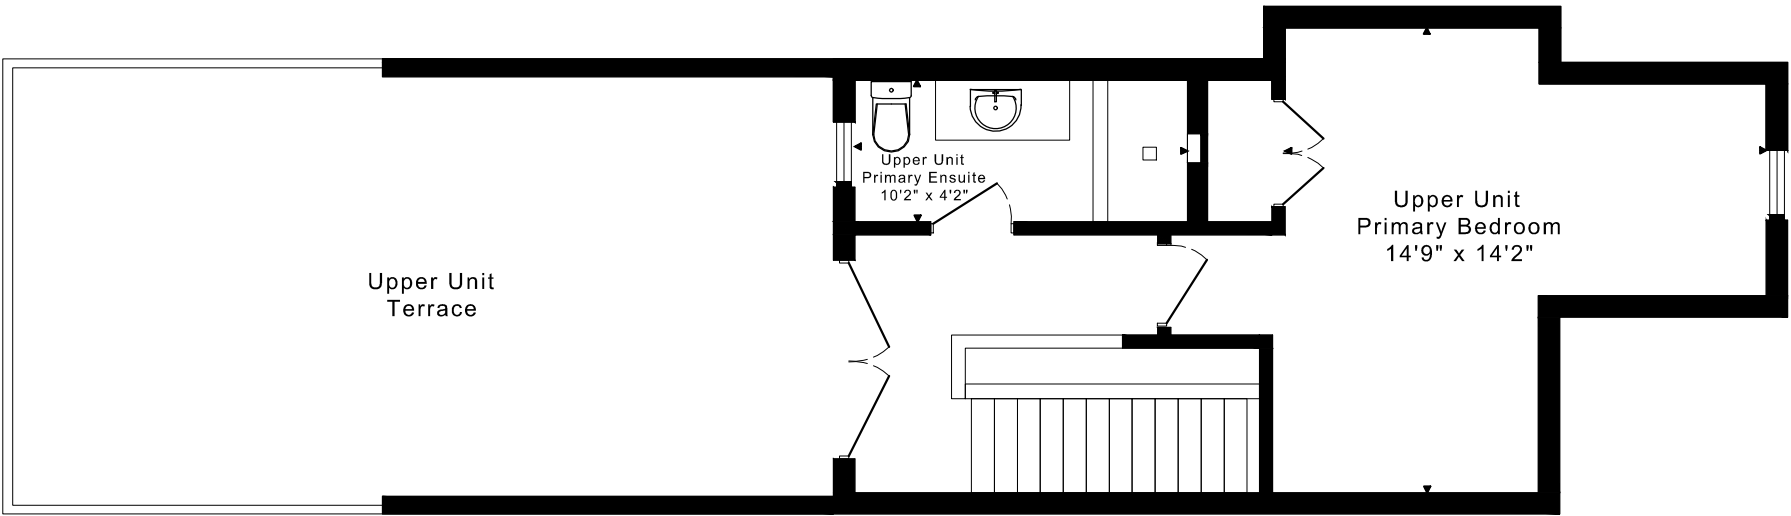 Upper Unit
Terrace
Upper Unit
Primary Ensuite
10'2" x 4'2"
Upper Unit
Primary Bedroom
14'9" x 14'2"